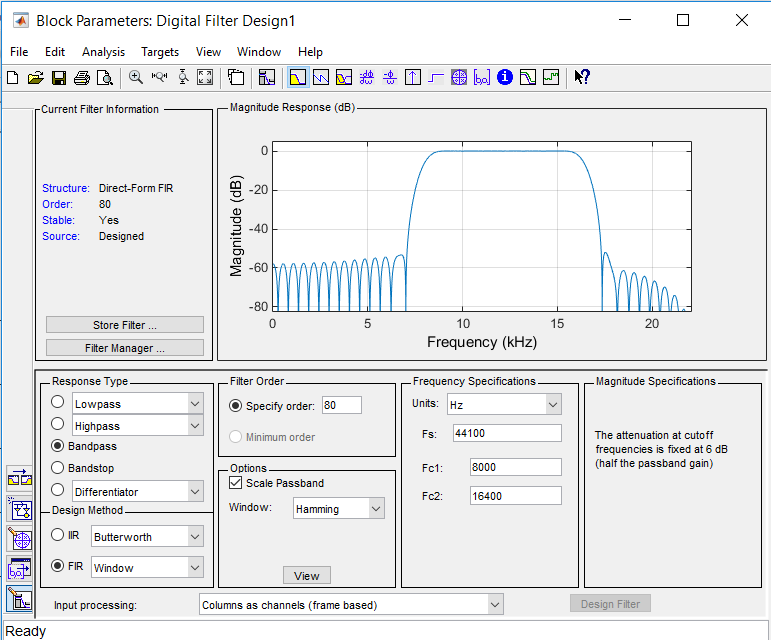 Block Parameters: Digital Filter Design1
File Edit Analysis Targets View Window Help
Current Filter Information
Structure: Direct-Form FIR
Order: 80
Stable: Yes
Source: Designed
Store Filter ...
Filter Manager ...
Magnitude Response (dB)
Magnitude (dB)
0
-20
-40
-60
-80
0 5 10 15 20
Frequency (kHz)
Response Type
Lowpass
Highpass
Bandpass
Bandstop
Differentiator
Design Method
IIR Butterworth
FIR Window
Filter Order
Specify order: 80
Minimum order
Options
Scale Passband
Window: Hamming
View
Frequency Specifications
Units: Hz
Fs: 44100
Fc1: 8000
Fc2: 16400
Magnitude Specifications
The attenuation at cutoff
frequencies is fixed at 6 dB
(half the passband gain)
Input processing: Columns as channels (frame based)
Design Filter
Ready